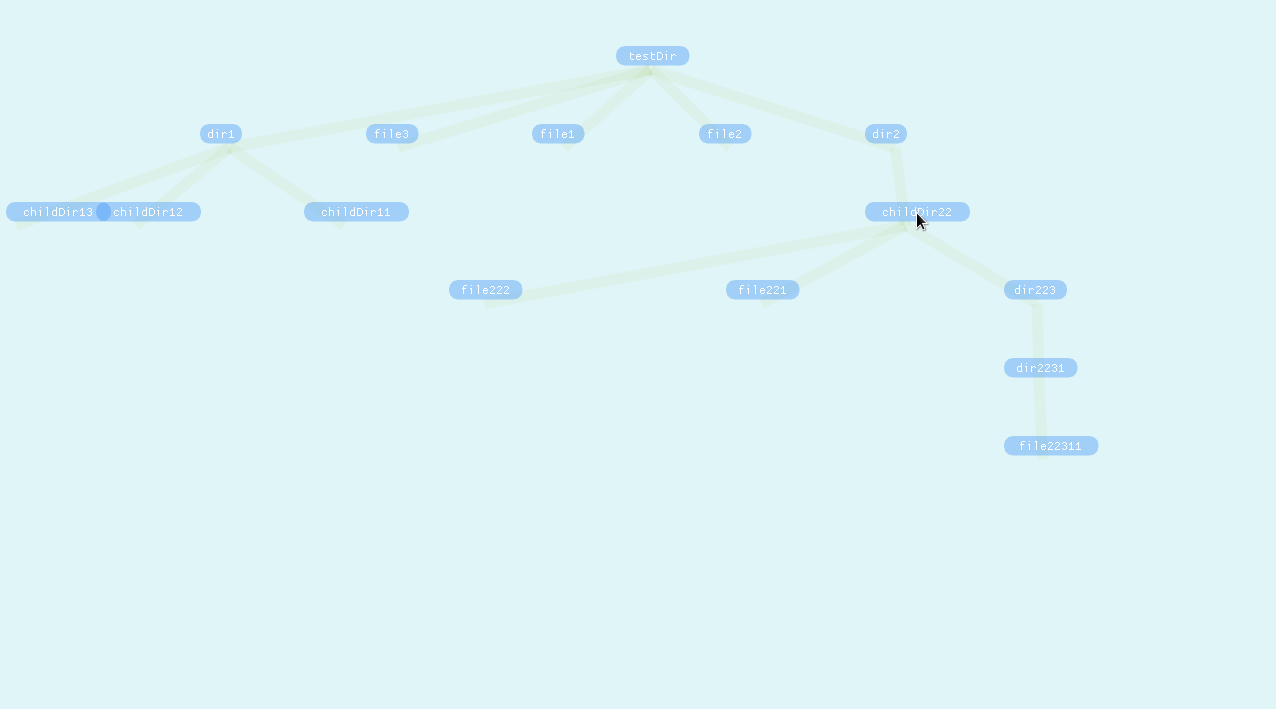 testDir
dir1 file3 file1 file2 dir2
childDir13 childDir12 childDir11 childDir22
file222 file221 dir223
dir2231
file22311